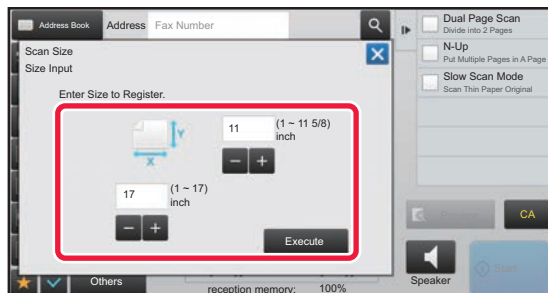 Address Book
Address
Fax Number
Scan Size
Size Input
Enter Size to Register.
Y
X
11
(1 ~ 11 5/8)
inch
17
(1 ~ 17)
inch
Execute
Dual Page Scan
Divide into 2 Pages
N-Up
Put Multiple Pages in A Page
Slow Scan Mode
Scan Thin Paper Original
CA
Speaker
Start
Others
reception memory:
100%